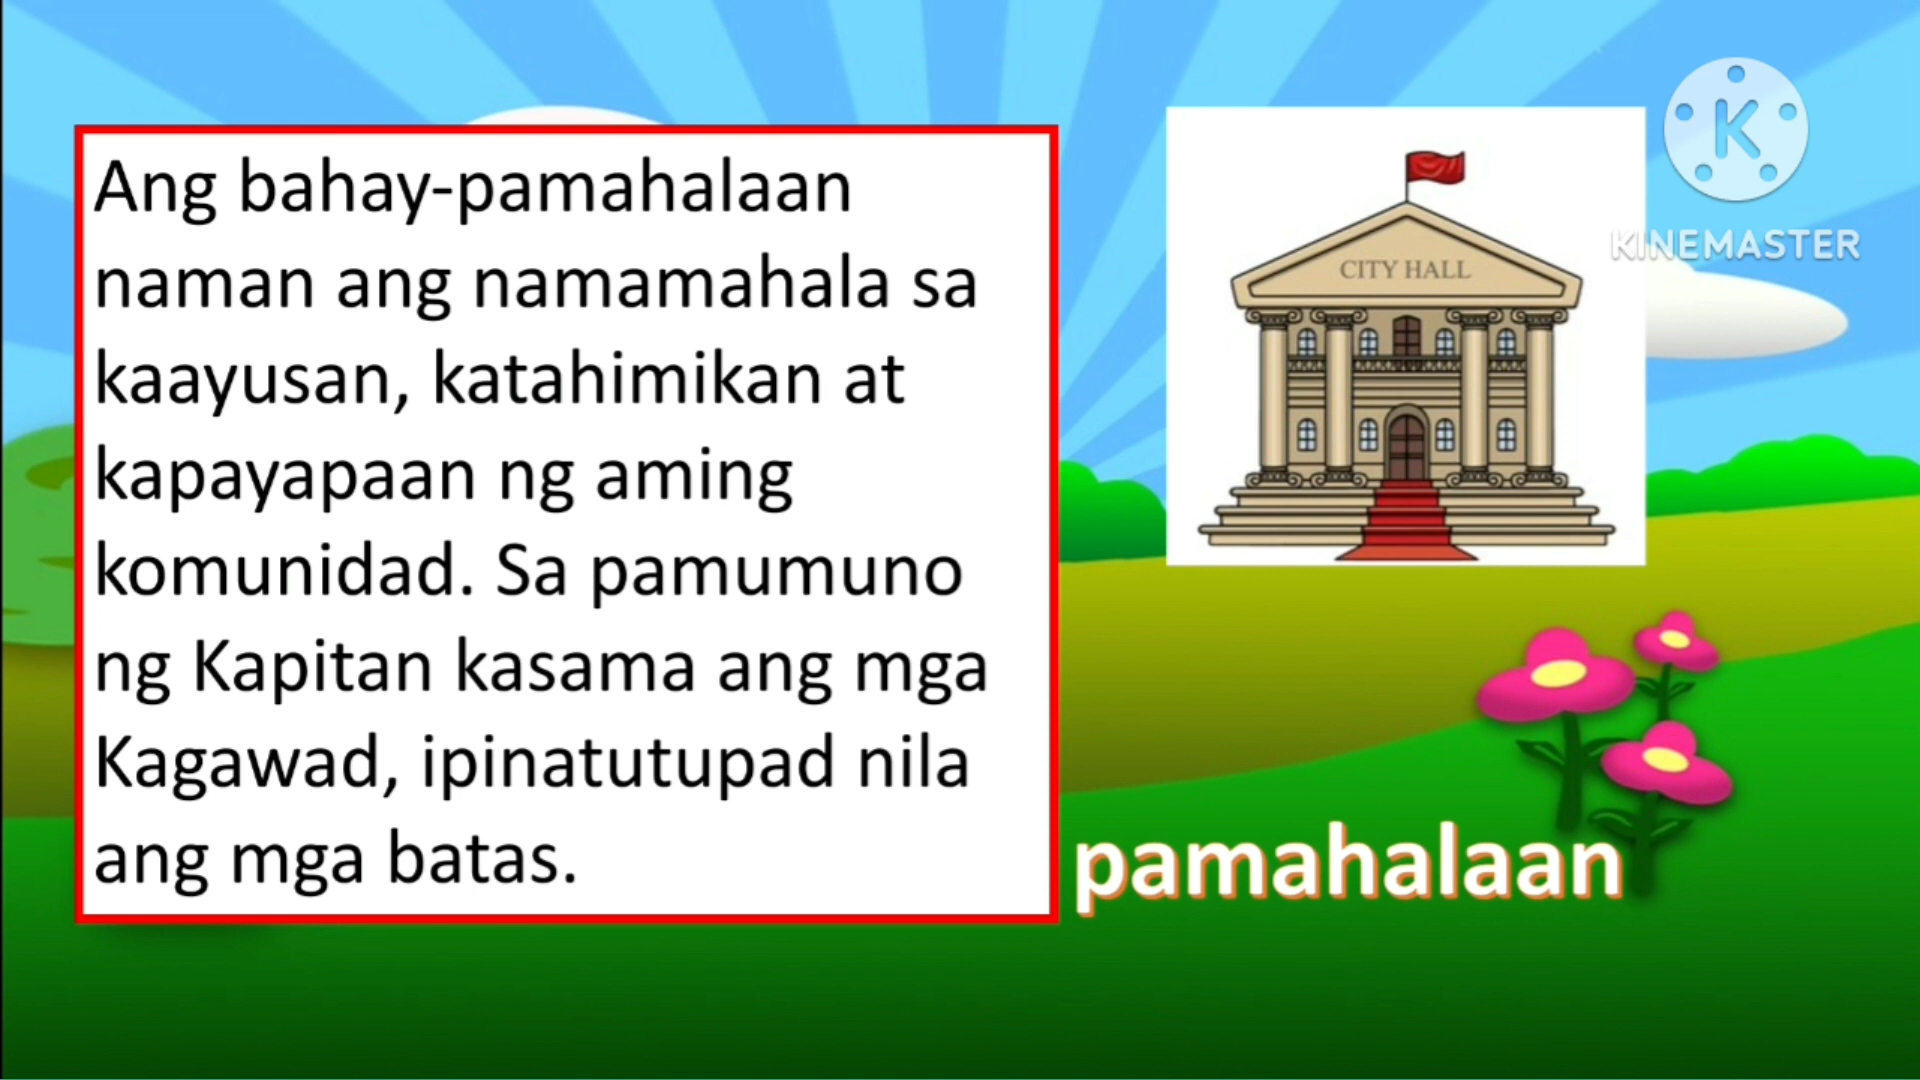 Ang bahay-pamahalaan
naman ang namamahala sa
kaayusan, katahimikan at
kapayapaan ng aming
komunidad. Sa pamumuno
ng Kapitan kasama ang mga
Kagawad, ipinatutupad nila
ang mga batas.
CITY HALL
K
KINEMASTER
pamahalaan